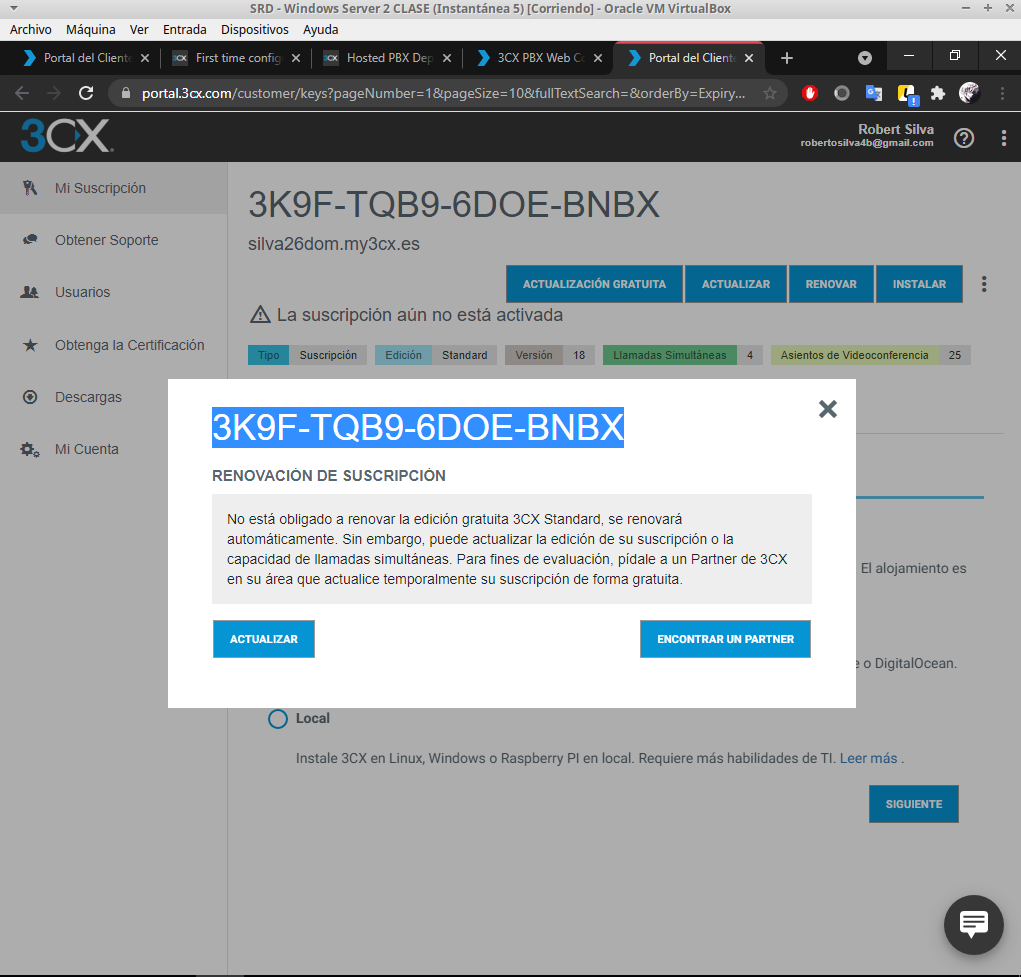 SRD - Windows Server 2 CLASE (Instantánea 5) [Corriendo] - Oracle VM VirtualBox
Archivo Máquina Ver Entrada Dispositivos Ayuda
Portal del Cliente First time config Hosted PBX Dep 3CX PBX Web Co Portal del Cliente
portal.3cx.com/customer/keys?pageNumber=1&pageSize=10&fullTextSearch=&orderBy=Expiry...
3CX
Robert Silva
robertosilva4b@gmail.com
Mi Suscripción
Obtener Soporte
Usuarios
Obtenga la Certificación
Descargas
Mi Cuenta
3K9F-TQB9-6DOE-BNBX
silva26dom.my3cx.es
ACTUALIZACIÓN GRATUITA ACTUALIZAR RENOVAR INSTALAR
La suscripción aún no está activada
Tipo Suscripción Edición Standard Versión 18 Llamadas Simultáneas 4 Asientos de Videoconferencia 25
3K9F-TQB9-6DOE-BNBX
RENOVACIÓN DE SUSCRIPCIÓN
No está obligado a renovar la edición gratuita 3CX Standard, se renovará
automáticamente. Sin embargo, puede actualizar la edición de su suscripción o la
capacidad de llamadas simultáneas. Para fines de evaluación, pídale a un Partner de 3CX
en su área que actualice temporalmente su suscripción de forma gratuita.
ACTUALIZAR ENCONTRAR UN PARTNER
El alojamiento es
e o DigitalOcean.
Local
Instale 3CX en Linux, Windows o Raspberry PI en local. Requiere más habilidades de TI. Leer más .
SIGUIENTE